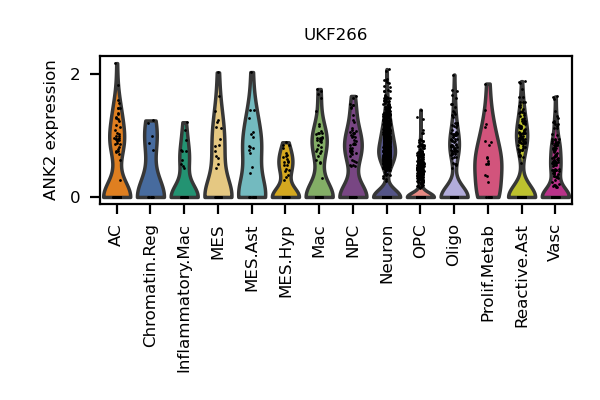 UKF266
ANK2 expression
2
0
AC
Chromatin.Reg
Inflammatory.Mac
MES
MES.Ast
MES.Hyp
Mac
NPC
Neuron
OPC
Oligo
Prolif.Metab
Reactive.Ast
Vasc